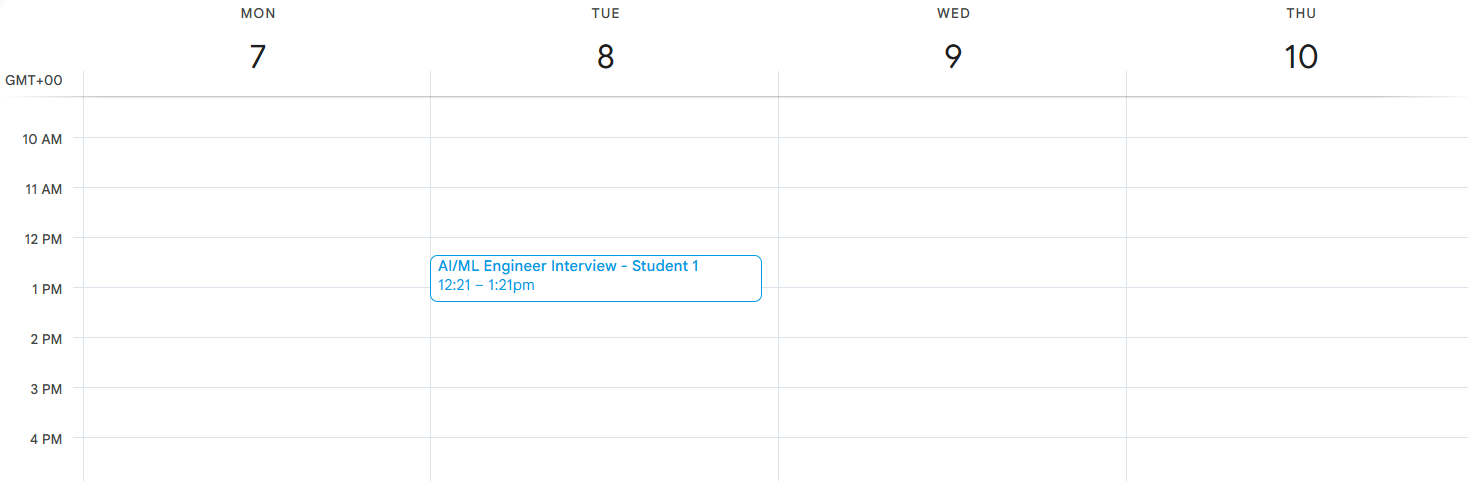 MON TUE WED THU
7 8 9 10
GMT+00
10 AM
11 AM
12 PM
AI/ML Engineer Interview - Student 1
12:21 – 1:21pm
1 PM
2 PM
3 PM
4 PM